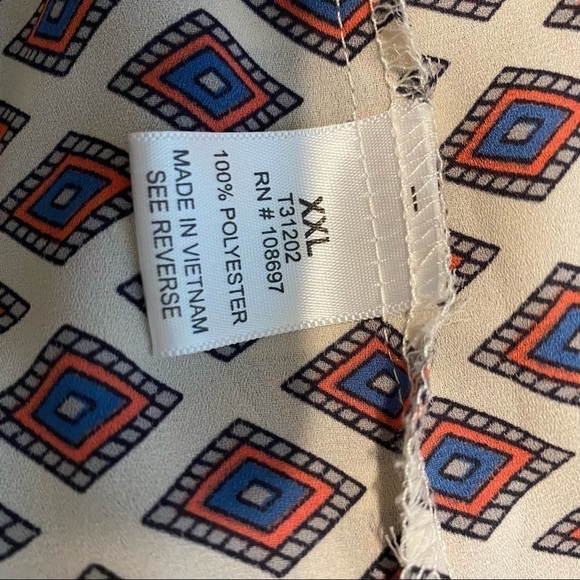 XXL
T31202
RN # 108697
100% POLYESTER
MADE IN VIETNAM
SEE REVERSE